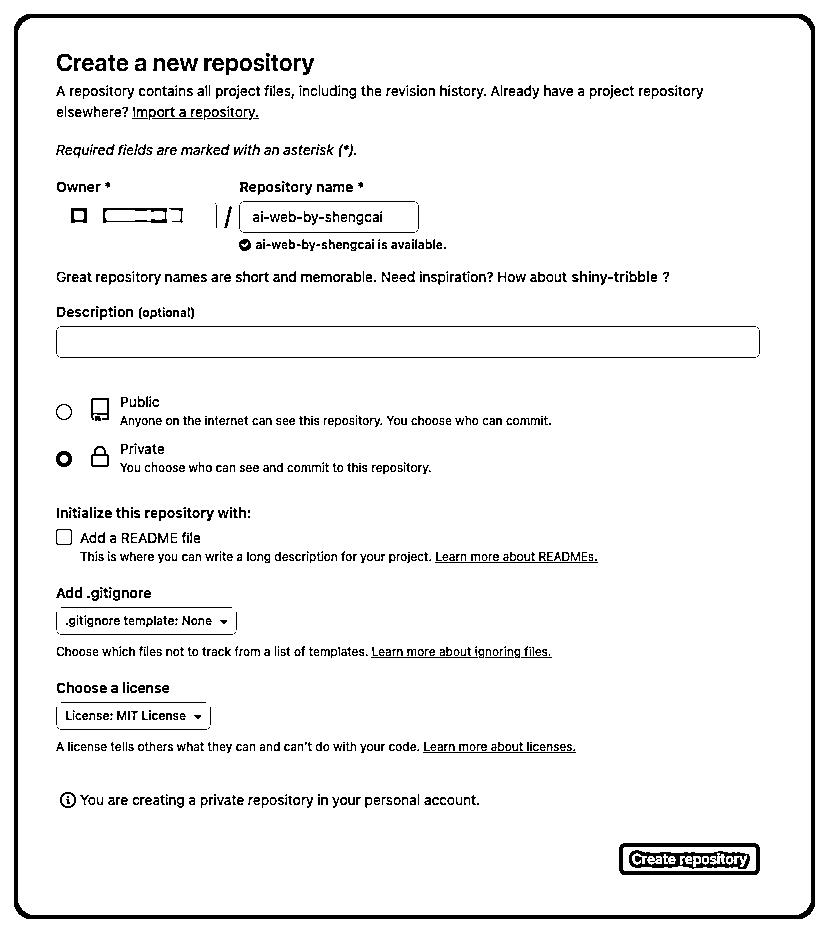 Create a new repository
A repository contains all project files, including the revision history. Already have a project repository
elsewhere? Import a repository.
Required fields are marked with an asterisk (*).
Owner *
Repository name *
/
ai-web-by-shengcai
ai-web-by-shengcai is available.
Great repository names are short and memorable. Need inspiration? How about shiny-tribble ?
Description (optional)
Public
Anyone on the internet can see this repository. You choose who can commit.
Private
You choose who can see and commit to this repository.
Initialize this repository with:
Add a README file
This is where you can write a long description for your project. Learn more about READMEs.
Add .gitignore
.gitignore template: None
Choose which files not to track from a list of templates. Learn more about ignoring files.
Choose a license
License: MIT License
A license tells others what they can and can't do with your code. Learn more about licenses.
You are creating a private repository in your personal account.
Create repository